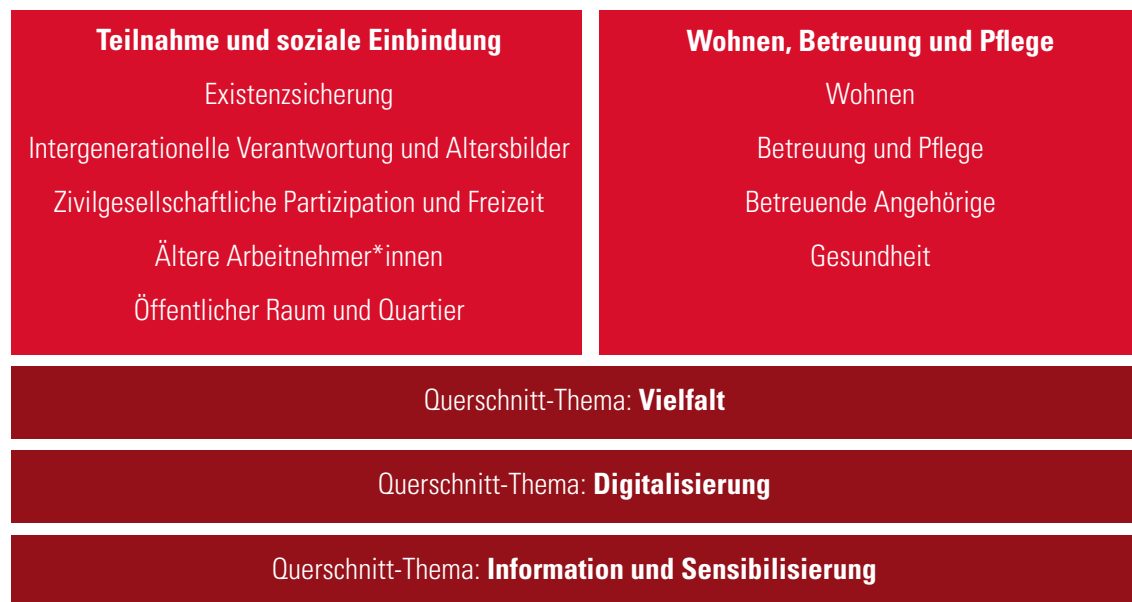 Teilnahme und soziale Einbindung
Existenzsicherung
Intergenerationelle Verantwortung und Altersbilder
Zivilgesellschaftliche Partizipation und Freizeit
Ältere Arbeitnehmer*innen
Öffentlicher Raum und Quartier
Wohnen, Betreuung und Pflege
Wohnen
Betreuung und Pflege
Betreuende Angehörige
Gesundheit
Querschnitt-Thema: Vielfalt
Querschnitt-Thema: Digitalisierung
Querschnitt-Thema: Information und Sensibilisierung